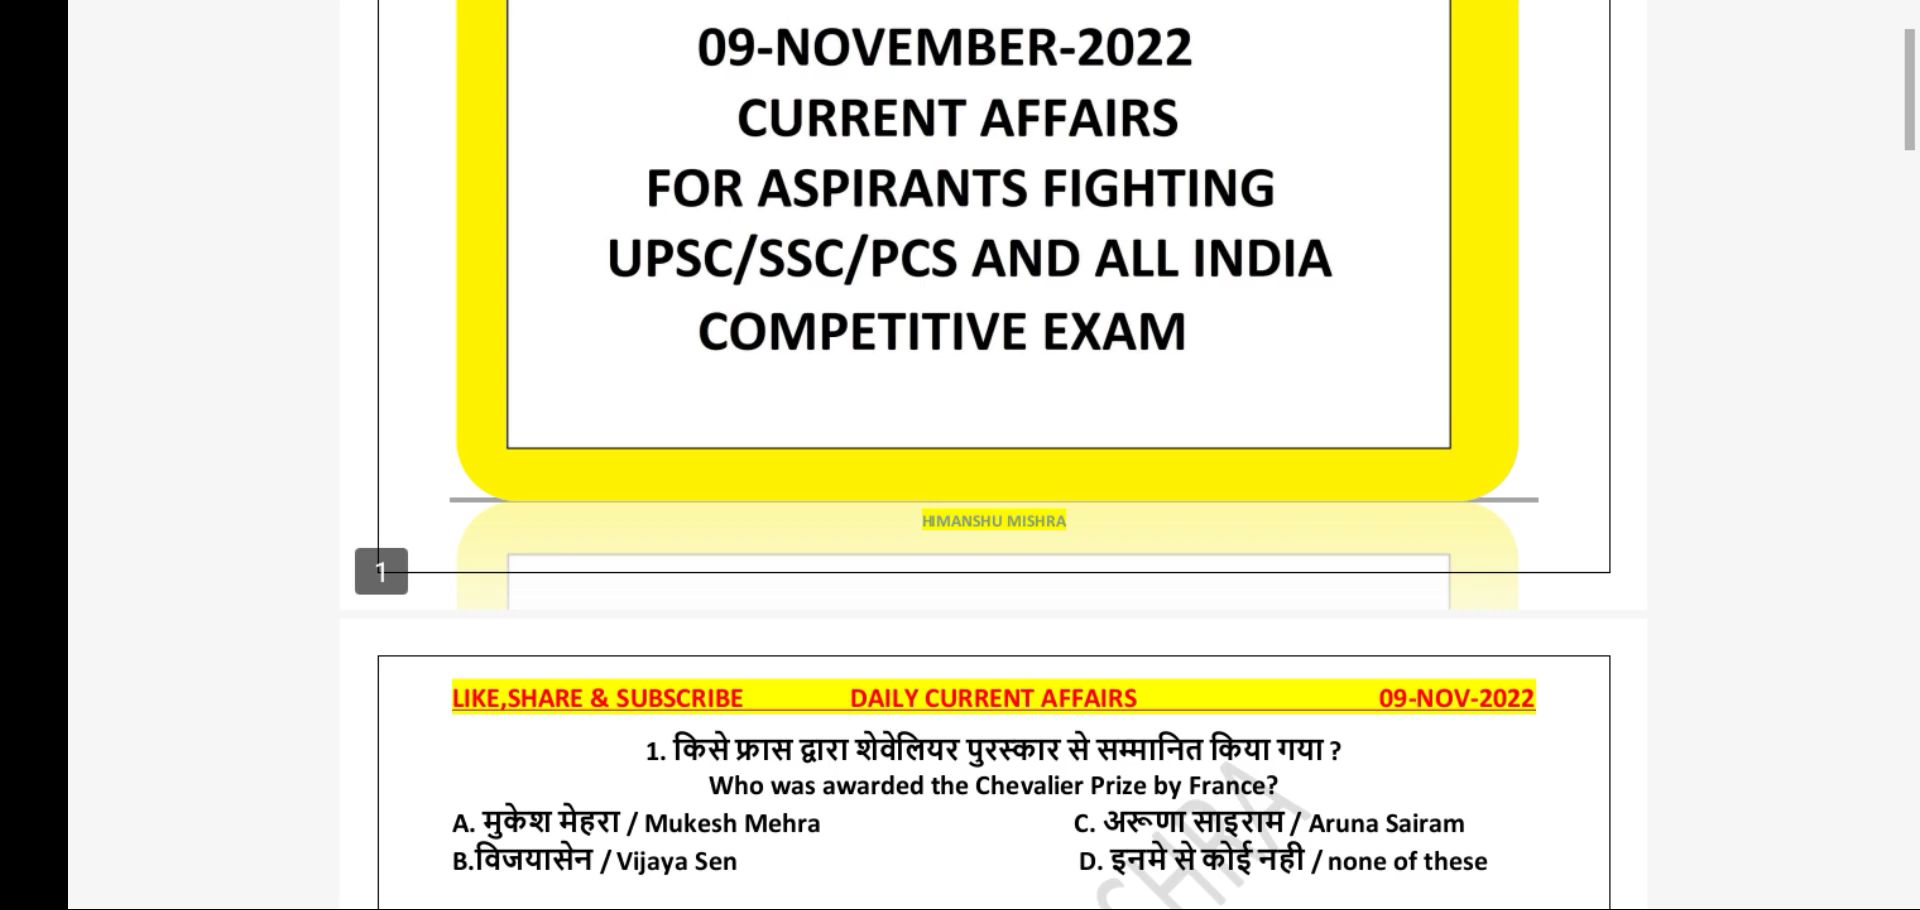 09-NOVEMBER-2022
CURRENT AFFAIRS
FOR ASPIRANTS FIGHTING
UPSC/SSC/PCS AND ALL INDIA
COMPETITIVE EXAM
HIMANSHU MISHRA
1
LIKE,SHARE & SUBSCRIBE DAILY CURRENT AFFAIRS 09-NOV-2022
1. किसे फ्रास द्वारा शेवेलियर पुरस्कार से सम्मानित किया गया ?
Who was awarded the Chevalier Prize by France?
A. मुकेश मेहरा / Mukesh Mehra C. अरूणा साइराम / Aruna Sairam
B.विजयासेन / Vijaya Sen D. इनमे से कोई नही / none of these